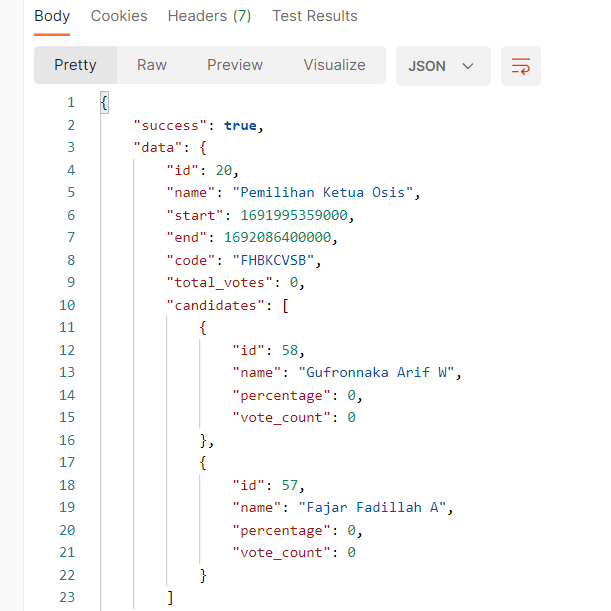 Body Cookies Headers (7) Test Results
Pretty Raw Preview Visualize JSON
1 {
2 "success": true,
3 "data": {
4 "id": 20,
5 "name": "Pemilihan Ketua Osis",
6 "start": 1691995359000,
7 "end": 1692086400000,
8 "code": "FHBKCVSB",
9 "total_votes": 0,
10 "candidates": [
11 {
12 "id": 58,
13 "name": "Gufronnaka Arif W",
14 "percentage": 0,
15 "vote_count": 0
16 },
17 {
18 "id": 57,
19 "name": "Fajar Fadillah A",
20 "percentage": 0,
21 "vote_count": 0
22 }
23 ]